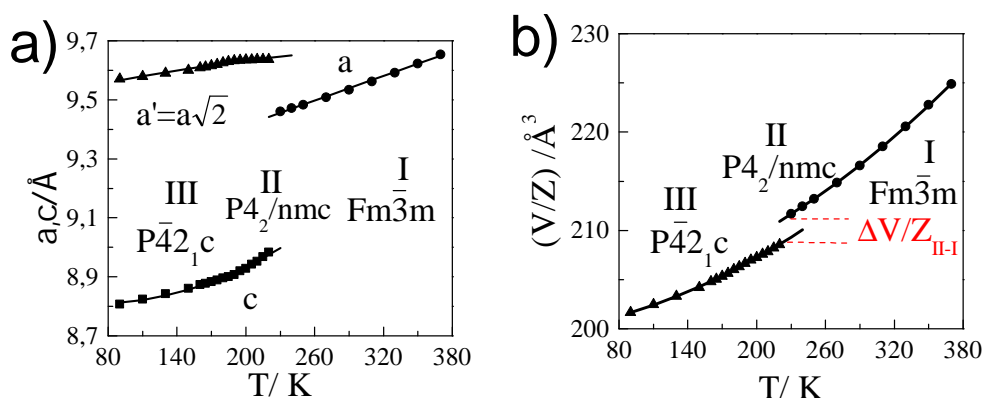 a)
9,7
9,5
9,3
9,1
8,9
8,7
a,c/Å
a
a'=a√2
III
P4̅2₁c
II
P4₂/nmc
I
Fm3̅m
c
80
140
200
260
320
380
T/ K
b)
230
220
210
200
(V/Z) /Å³
II
P4₂/nmc
I
Fm3̅m
III
P4̅2₁c
ΔV/Z_II-I
80
140
200
260
320
380
T/ K